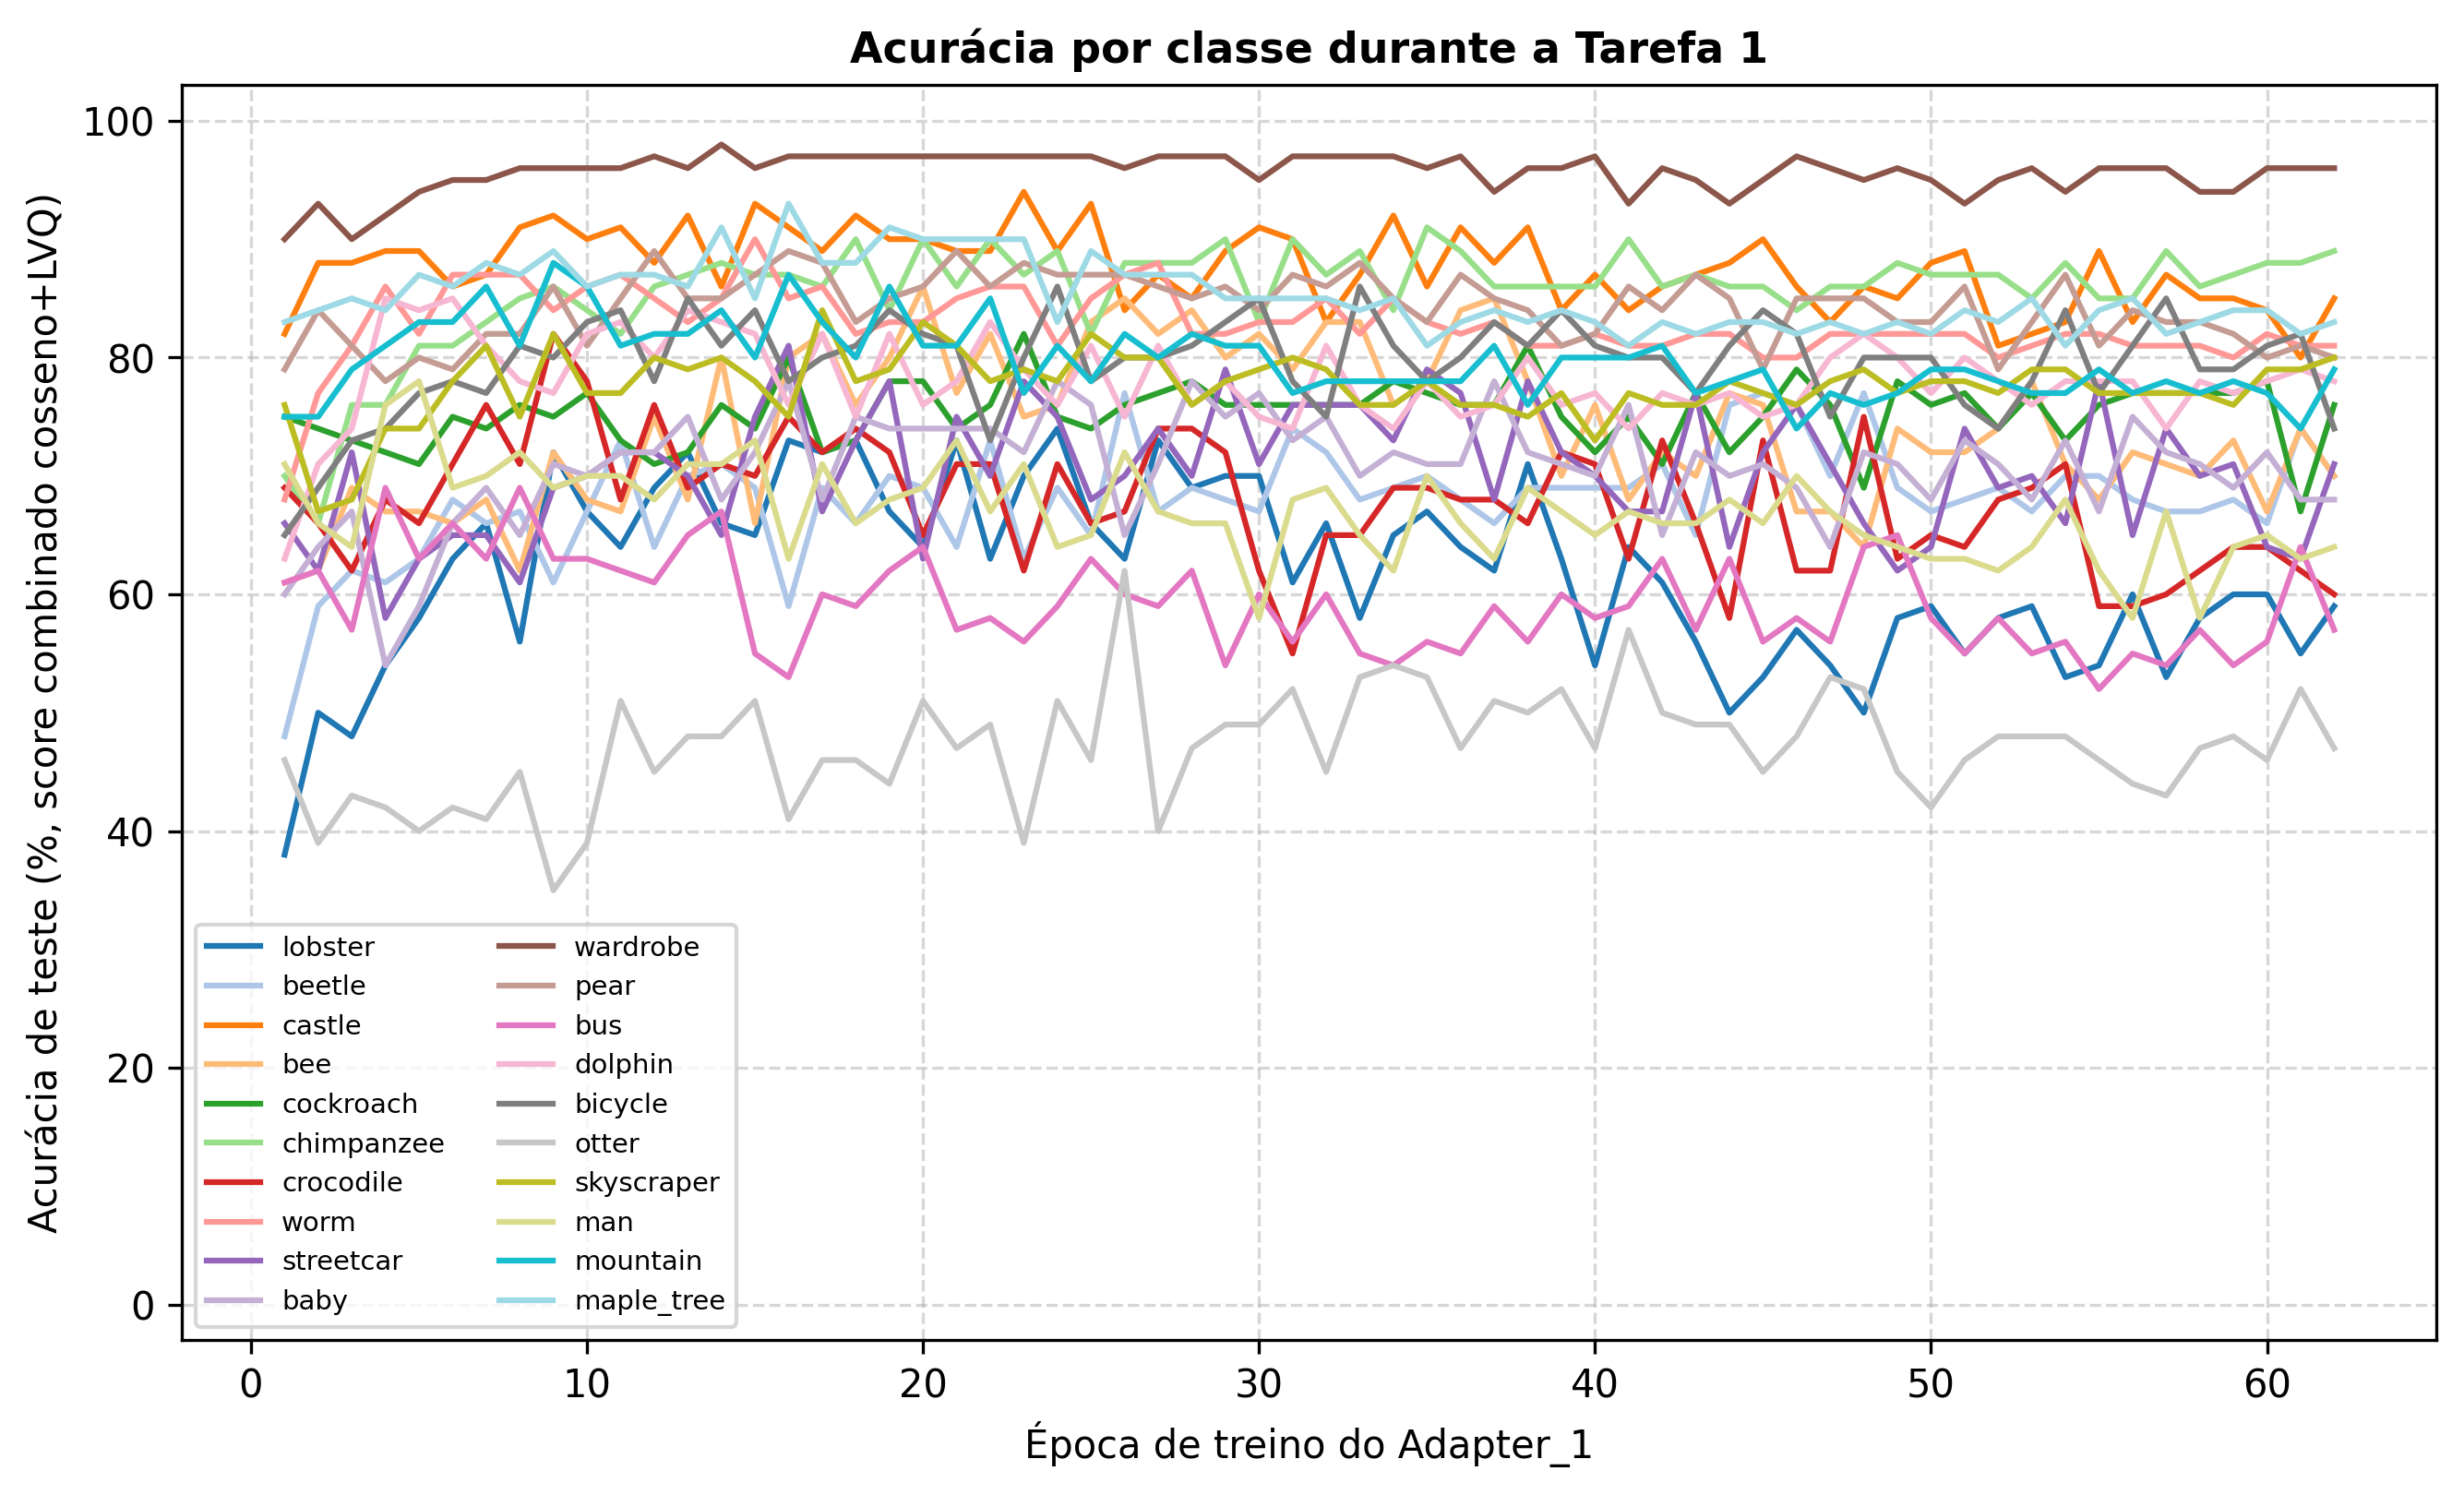 Acurácia por classe durante a Tarefa 1
Acurácia de teste (%, score combinado cosseno+LVQ)
100
80
60
40
20
0
lobster
beetle
castle
bee
cockroach
chimpanzee
crocodile
worm
streetcar
baby
wardrobe
pear
bus
dolphin
bicycle
otter
skyscraper
man
mountain
maple_tree
0 10 20 30 40 50 60
Época de treino do Adapter_1